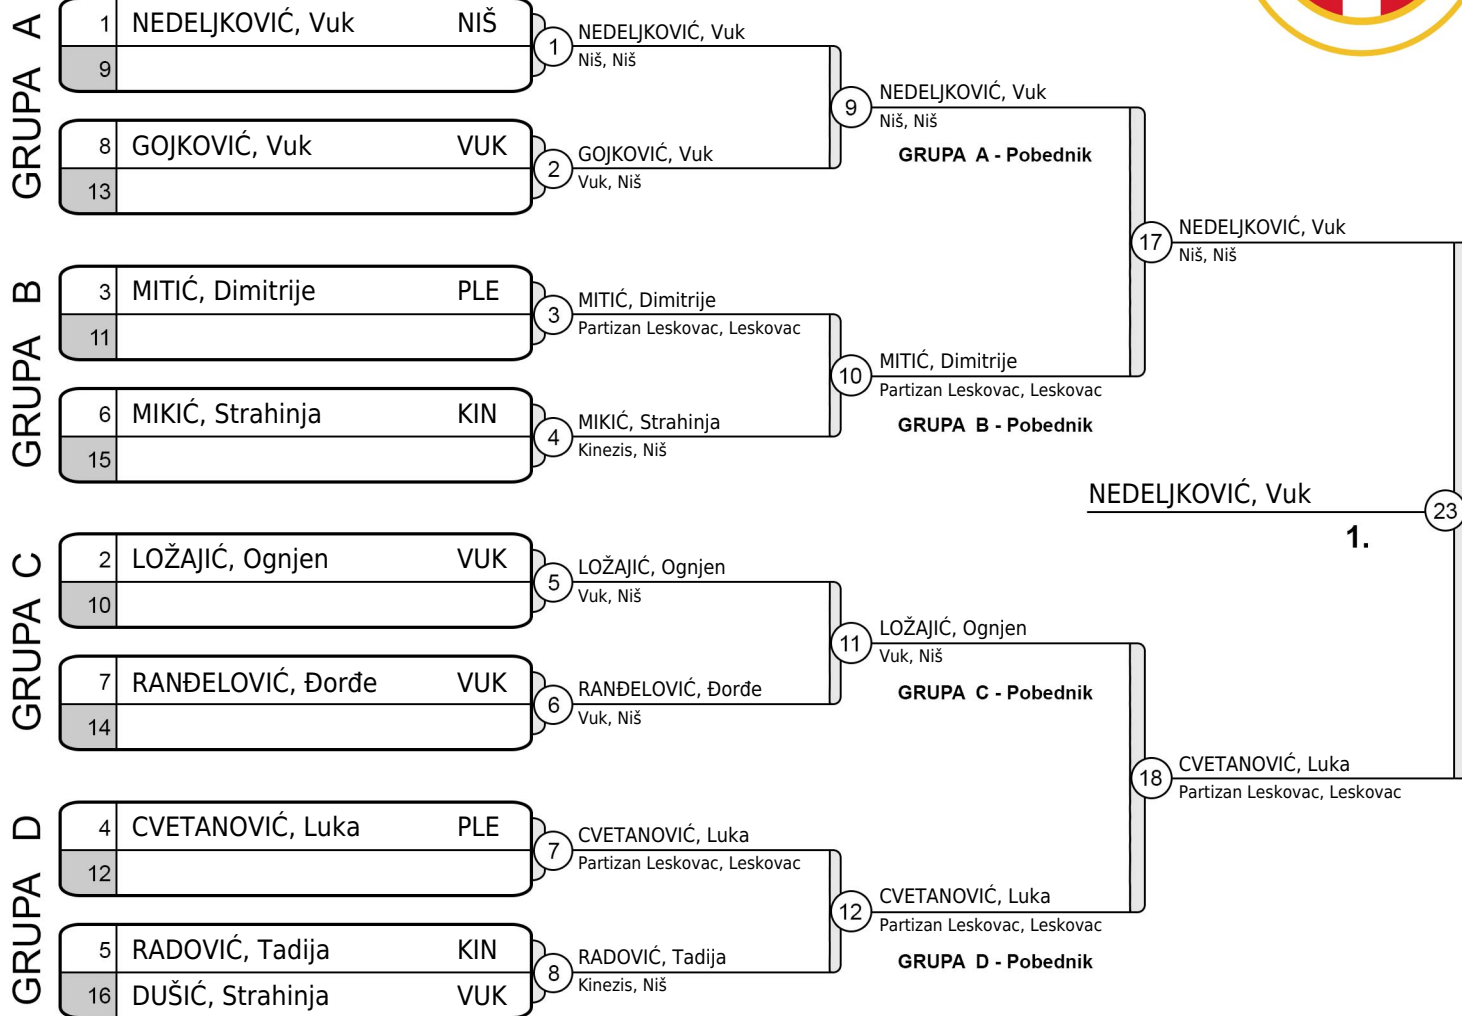 GRUPA A
1 NEDELJKOVIĆ, Vuk NIŠ
9
1
NEDELJKOVIĆ, Vuk
Niš, Niš
8 GOJKOVIĆ, Vuk VUK
13
2
GOJKOVIĆ, Vuk
Vuk, Niš
9
NEDELJKOVIĆ, Vuk
Niš, Niš
GRUPA A - Pobednik
GRUPA B
3 MITIĆ, Dimitrije PLE
11
3
MITIĆ, Dimitrije
Partizan Leskovac, Leskovac
6 MIKIĆ, Strahinja KIN
15
4
MIKIĆ, Strahinja
Kinezis, Niš
10
MITIĆ, Dimitrije
Partizan Leskovac, Leskovac
GRUPA B - Pobednik
17
NEDELJKOVIĆ, Vuk
Niš, Niš
NEDELJKOVIĆ, Vuk
23
1.
GRUPA C
2 LOŽAJIĆ, Ognjen VUK
10
5
LOŽAJIĆ, Ognjen
Vuk, Niš
7 RANĐELOVIĆ, Đorđe VUK
14
6
RANĐELOVIĆ, Đorđe
Vuk, Niš
11
LOŽAJIĆ, Ognjen
Vuk, Niš
GRUPA C - Pobednik
18
CVETANOVIĆ, Luka
Partizan Leskovac, Leskovac
GRUPA D
4 CVETANOVIĆ, Luka PLE
12
7
CVETANOVIĆ, Luka
Partizan Leskovac, Leskovac
5 RADOVIĆ, Tadija KIN
16 DUŠIĆ, Strahinja VUK
8
RADOVIĆ, Tadija
Kinezis, Niš
12
CVETANOVIĆ, Luka
Partizan Leskovac, Leskovac
GRUPA D - Pobednik